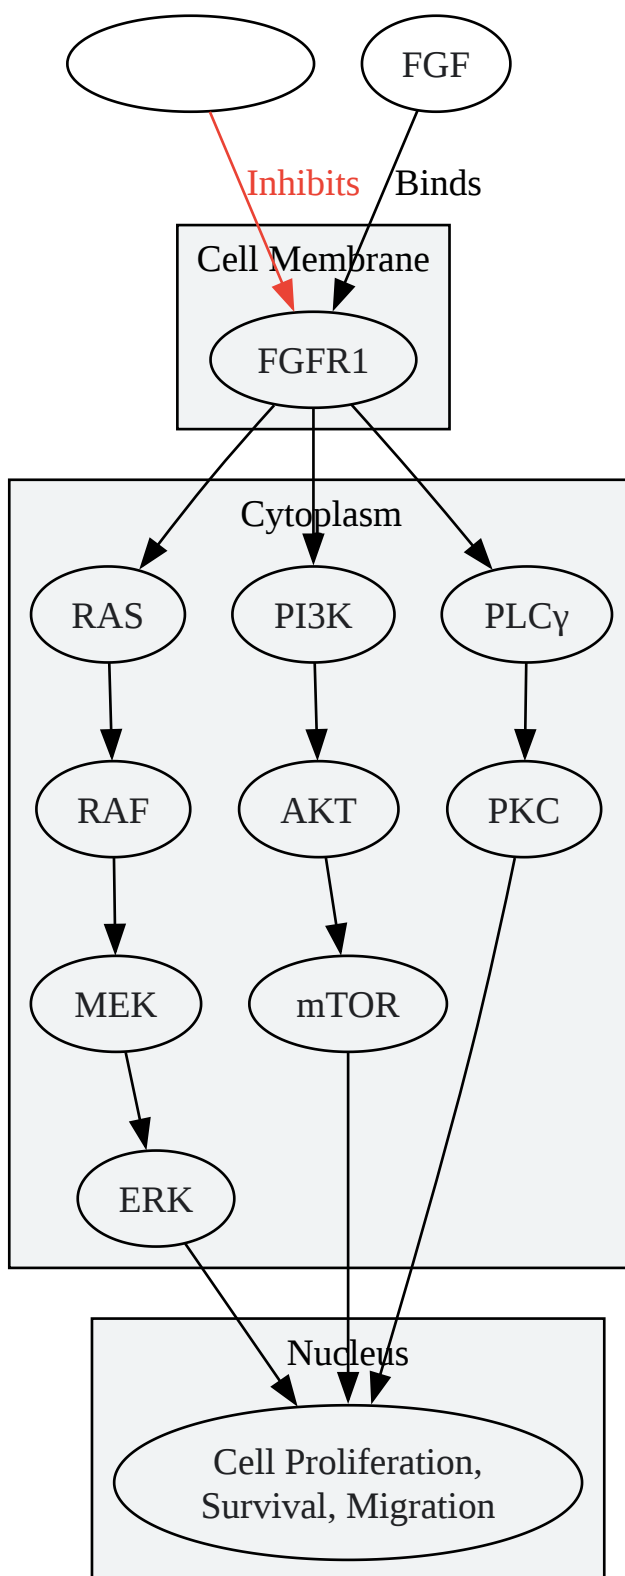 FGF
Inhibits
Binds
Cell Membrane
FGFR1
Cytoplasm
RAS
PI3K
PLCγ
RAF
AKT
PKC
MEK
mTOR
ERK
Nucleus
Cell Proliferation,
Survival, Migration